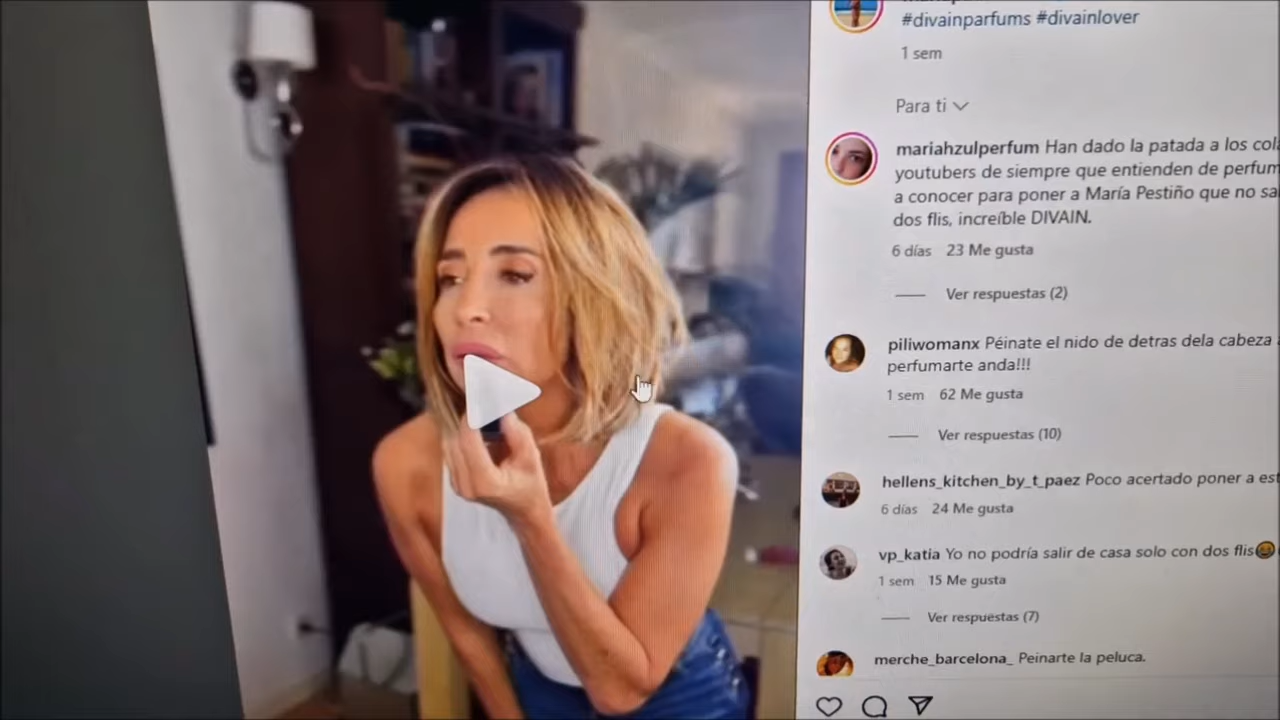 #divainparfums #divainlover
1 sem
Para ti
mariahzulperfum Han dado la patada a los
youtubers de siempre que entienden de
a conocer para poner a María Pestiño que no
dos flis, increíble DIVAIN.
6 días 23 Me gusta
Ver respuestas (2)
piliwomanx Péinate el nido de detras dela cabeza
perfumarte anda!!!
1 sem 62 Me gusta
Ver respuestas (10)
hellens_kitchen_by_t_paez Poco acertado poner a
6 días 24 Me gusta
vp_katia Yo no podría salir de casa solo con dos flis😂
1 sem 15 Me gusta
Ver respuestas (7)
merche_barcelona_ Peinarte la peluca.